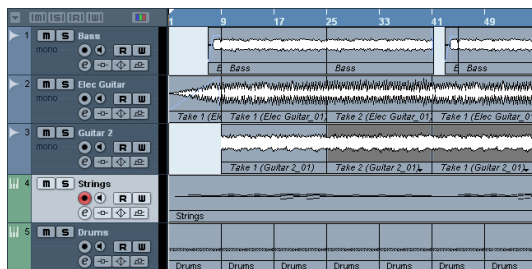 M S R W
1 9 17 25 33 41 49
1 Bass
m S
mono
R W
e
B Bass B Bass
2 Elec Guitar
m S
mono
R W
e
Take 1 (Ele Take 1 (Elec Guitar_01) Take 2 (Elec Guitar_01) Take 1 (Elec Guitar_01)
3 Guitar 2
m S
mono
R W
e
Take 1 (Guitar 2_01) Take 2 (Guitar 2_01) Take 1 (Guitar 2_01)
4 Strings
m S
R W
e
Strings
5 Drums
m S
R W
e
Drums Drums Drums Drums Drums Drums Drums